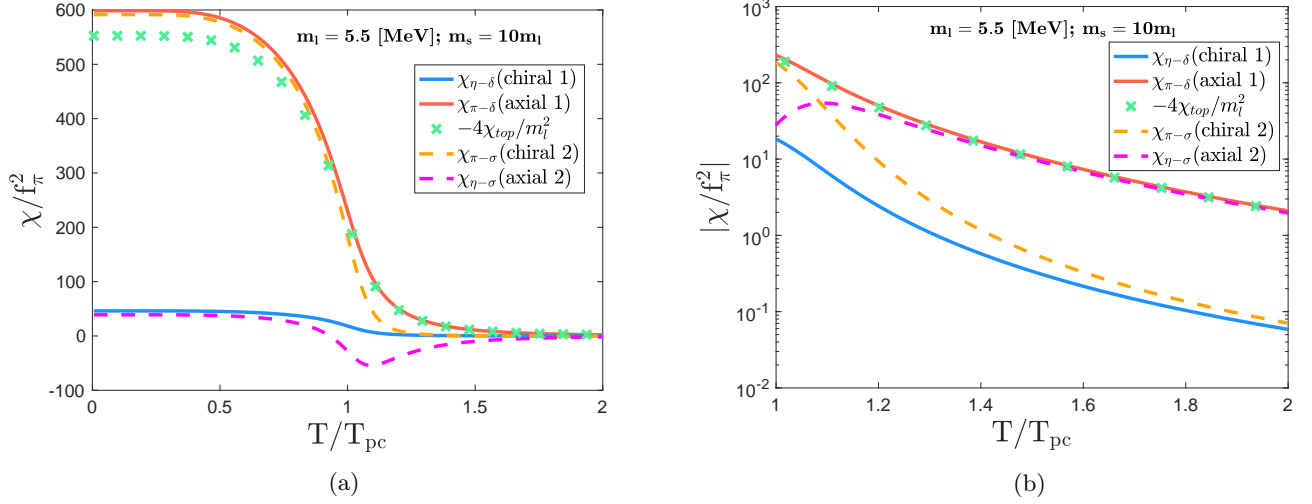 m_l = 5.5 [MeV]; m_s = 10m_l
χ/f_π^2
600
500
400
300
200
100
0
-100
χ_{η−δ}(chiral 1)
χ_{π−δ}(axial 1)
−4χ_{top}/m_l^2
χ_{π−σ}(chiral 2)
χ_{η−σ}(axial 2)
0
0.5
1
1.5
2
T/T_pc
(a)
m_l = 5.5 [MeV]; m_s = 10m_l
|χ/f_π^2|
10^3
10^2
10^1
10^0
10^-1
10^-2
χ_{η−δ}(chiral 1)
χ_{π−δ}(axial 1)
−4χ_{top}/m_l^2
χ_{π−σ}(chiral 2)
χ_{η−σ}(axial 2)
1
1.2
1.4
1.6
1.8
2
T/T_pc
(b)